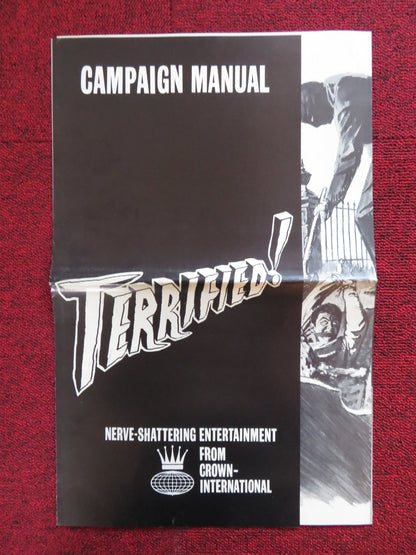 CAMPAIGN MANUAL
TERRIFIED!
NERVE-SHATTERING ENTERTAINMENT
FROM
CROWN-
INTERNATIONAL